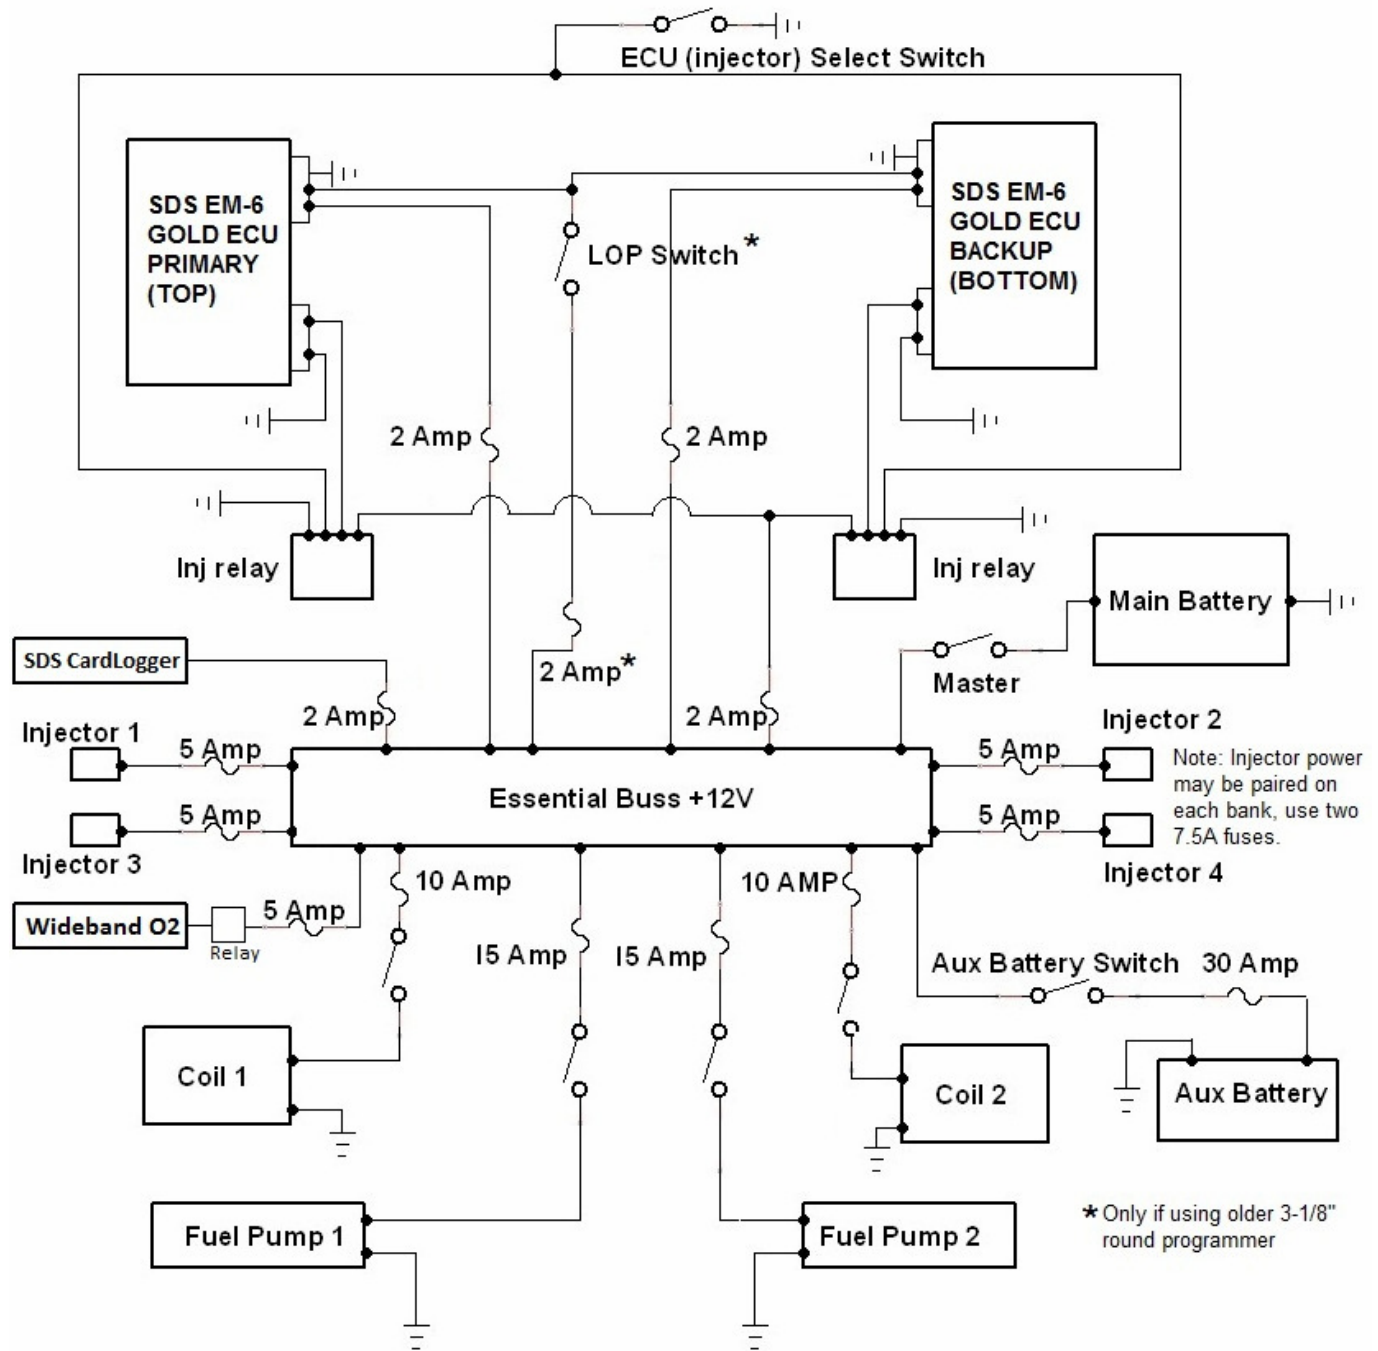 ECU (injector) Select Switch
SDS EM-6
GOLD ECU
PRIMARY
(TOP)
SDS EM-6
GOLD ECU
BACKUP
(BOTTOM)
LOP Switch*
2 Amp
2 Amp
Inj relay
Inj relay
Main Battery
SDS CardLogger
2 Amp*
Master
2 Amp
2 Amp
Injector 1
5 Amp
5 Amp
Injector 2
Note: Injector power
may be paired on
each bank, use two
7.5A fuses.
Essential Buss +12V
5 Amp
5 Amp
Injector 3
Injector 4
10 Amp
10 AMP
5 Amp
Wideband O2
Relay
I5 Amp
I5 Amp
Aux Battery Switch
30 Amp
Coil 1
Coil 2
Aux Battery
Fuel Pump 1
Fuel Pump 2
* Only if using older 3-1/8"
round programmer